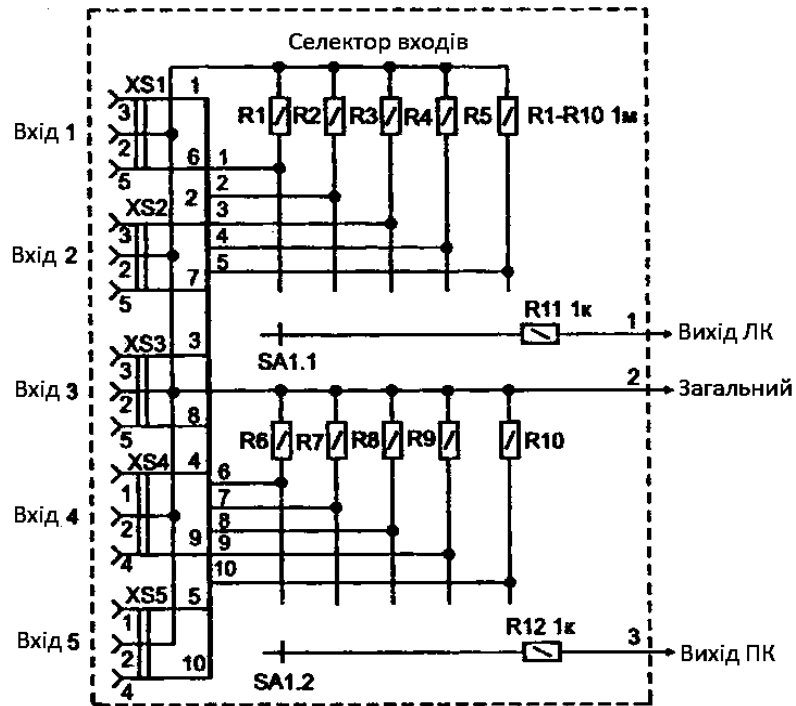 Селектор входів
XS1 1
3
Вхід 1
2
6
5
R1 R2 R3 R4 R5 R1-R10 1м
1
2
3
4
5
XS2 2
3
Вхід 2
2
7
5
R11 1к
1 Вихід ЛК
SA1.1
XS3 3
3
Вхід 3
2
8
5
2 Загальний
R6 R7 R8 R9 R10
XS4 4
1
Вхід 4
2
9
4
6
7
8
9
10
XS5 5
1
Вхід 5
2
10
4
R12 1к
3 Вихід ПК
SA1.2